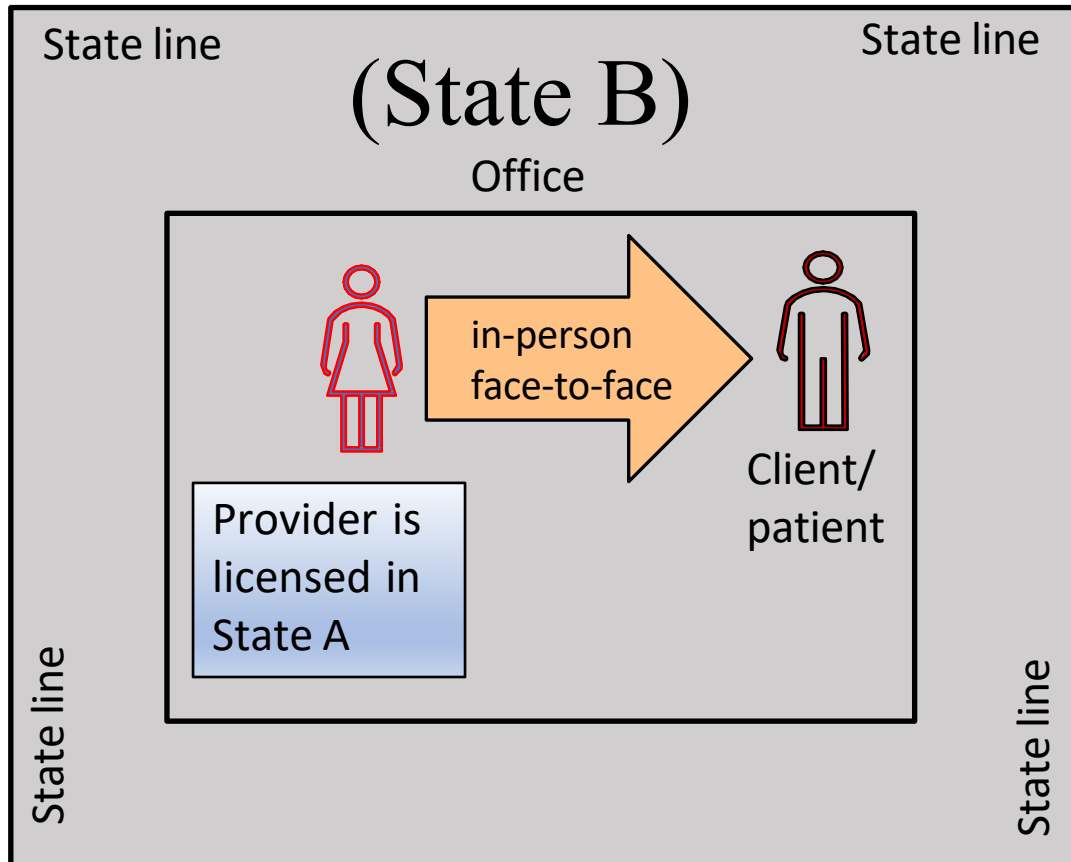 State line
State line
(State B)
Office
in-person
face-to-face
Client/
patient
Provider is
licensed in
State A
State line
State line